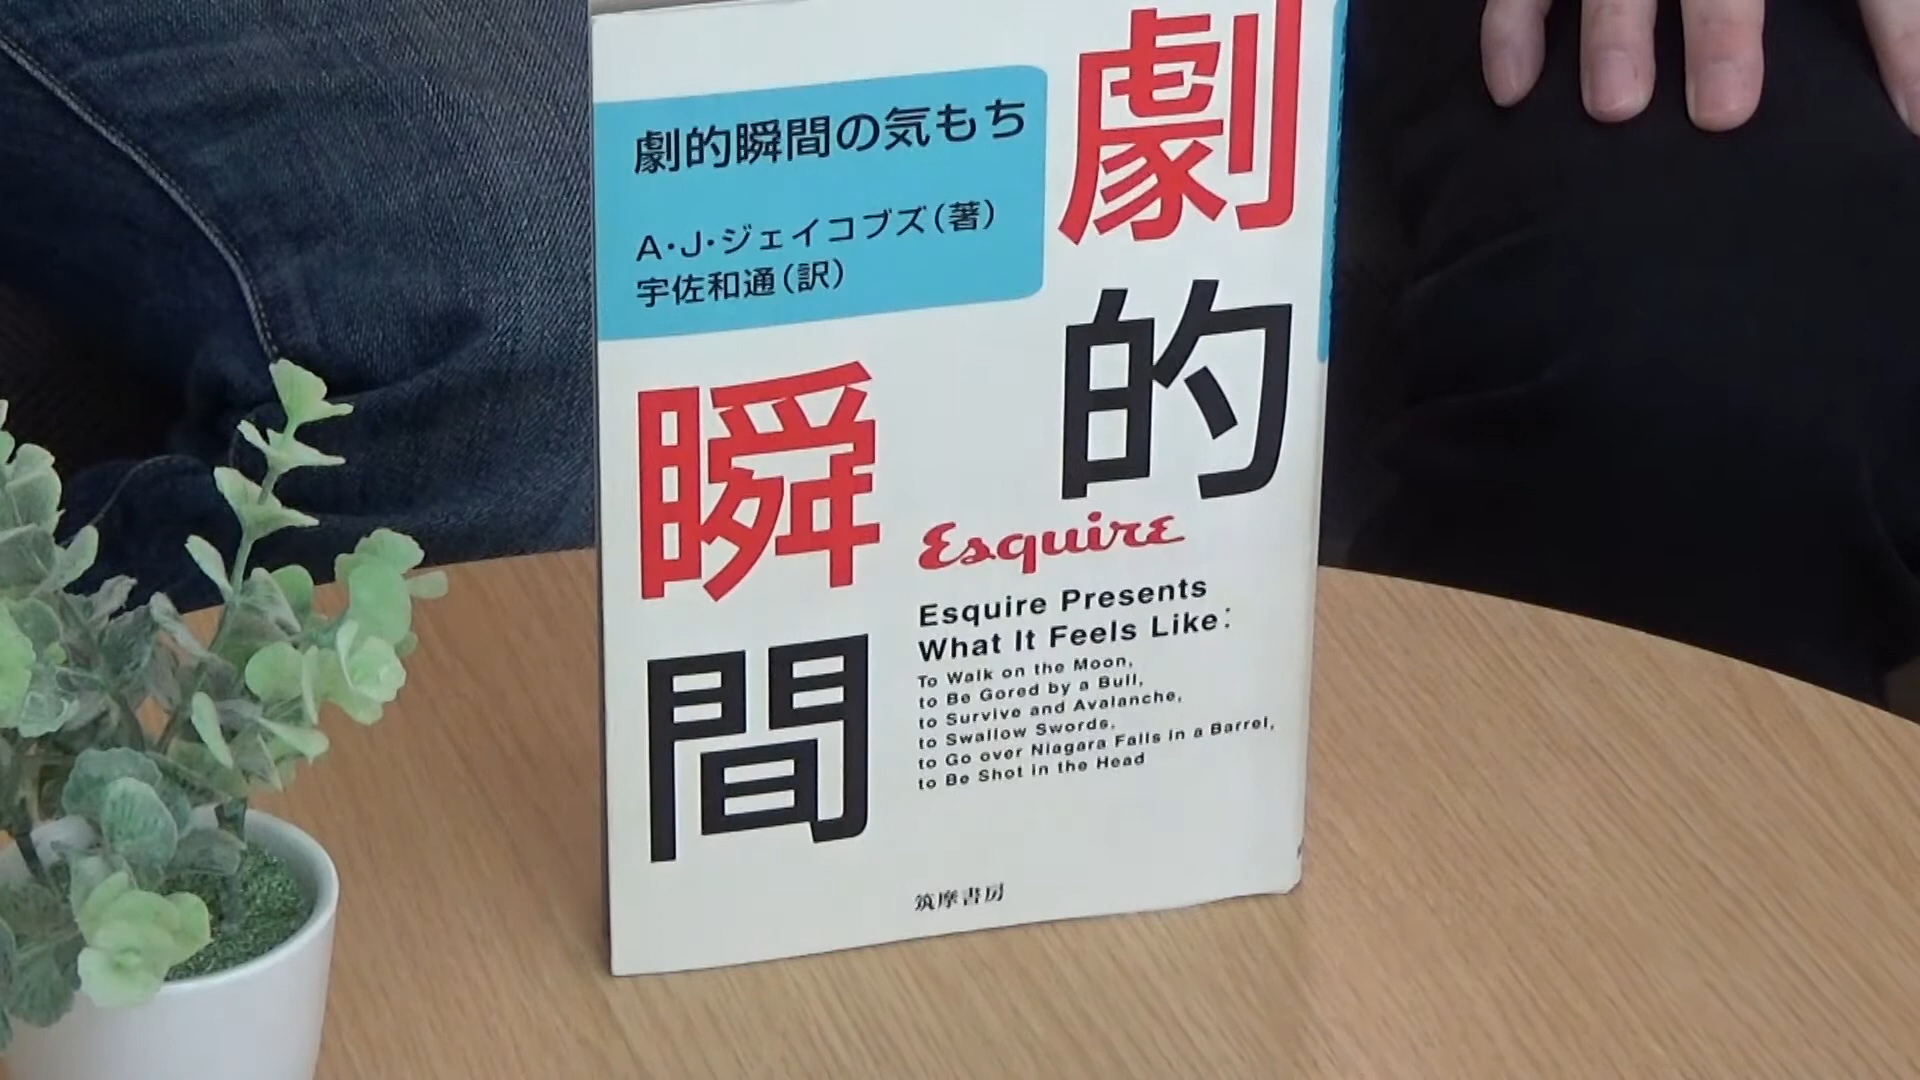 劇的瞬間の気もち
A・J・ジェイコブズ(著)
宇佐和通(訳)
劇的
瞬間
Esquire
Esquire Presents
What It Feels Like:
To Walk on the Moon,
to Be Gored by a Bull,
to Survive and Avalanche,
to Swallow Swords,
to Go over Niagara Falls in a Barrel,
to Be Shot in the Head
筑摩書房